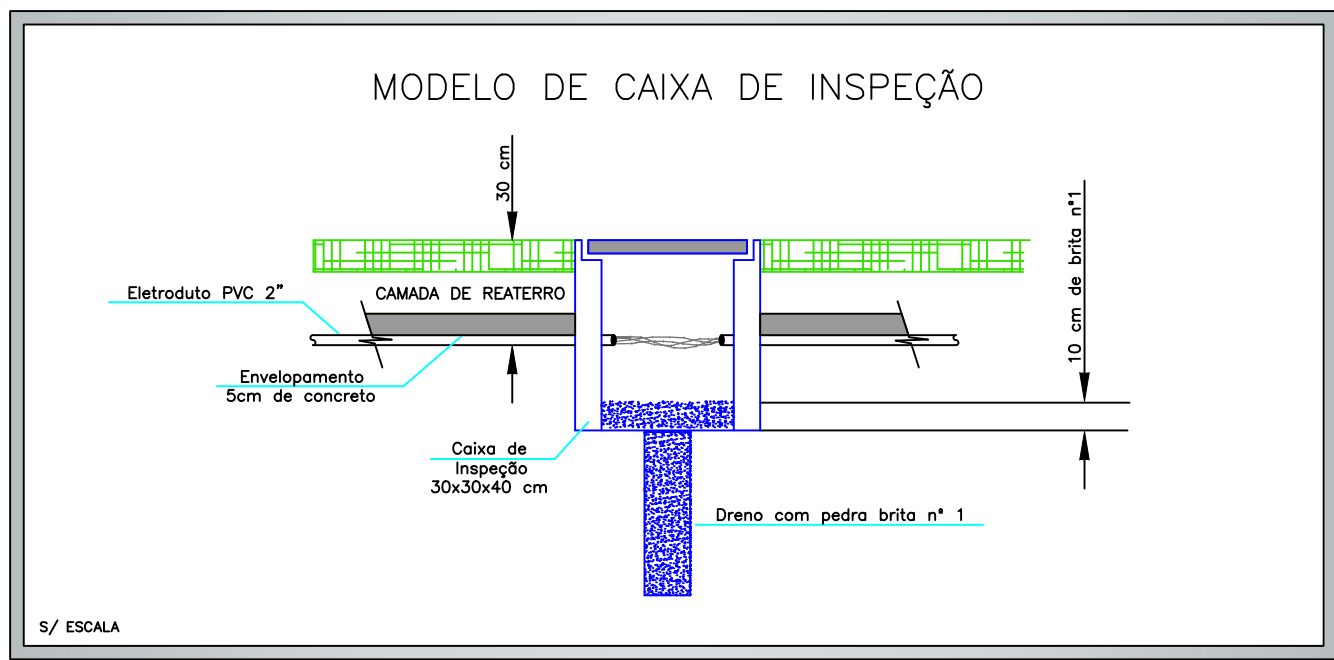 MODELO DE CAIXA DE INSPEÇÃO
30 cm
10 cm de brita nº1
Eletroduto PVC 2”
CAMADA DE REATERRO
Envelopamento
5cm de concreto
Caixa de
Inspeção
30x30x40 cm
Dreno com pedra brita nº 1
S/ ESCALA